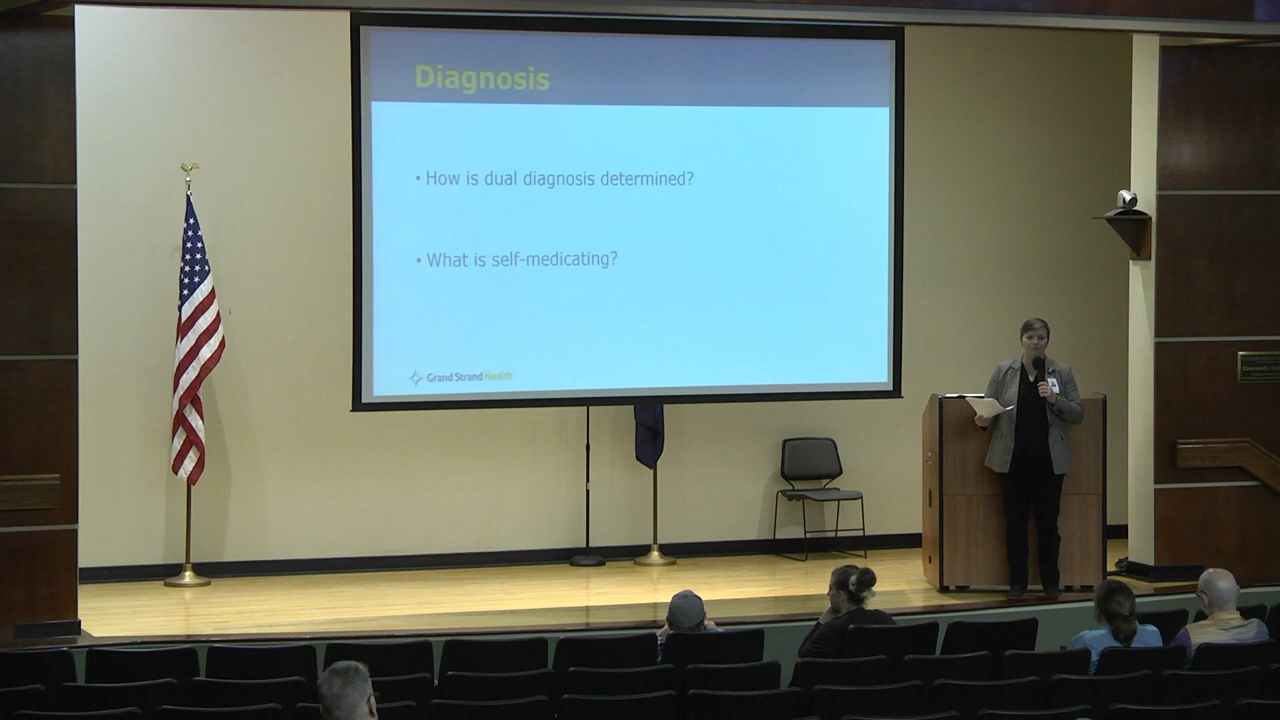 Diagnosis
• How is dual diagnosis determined?
• What is self-medicating?
Grand Strand Health